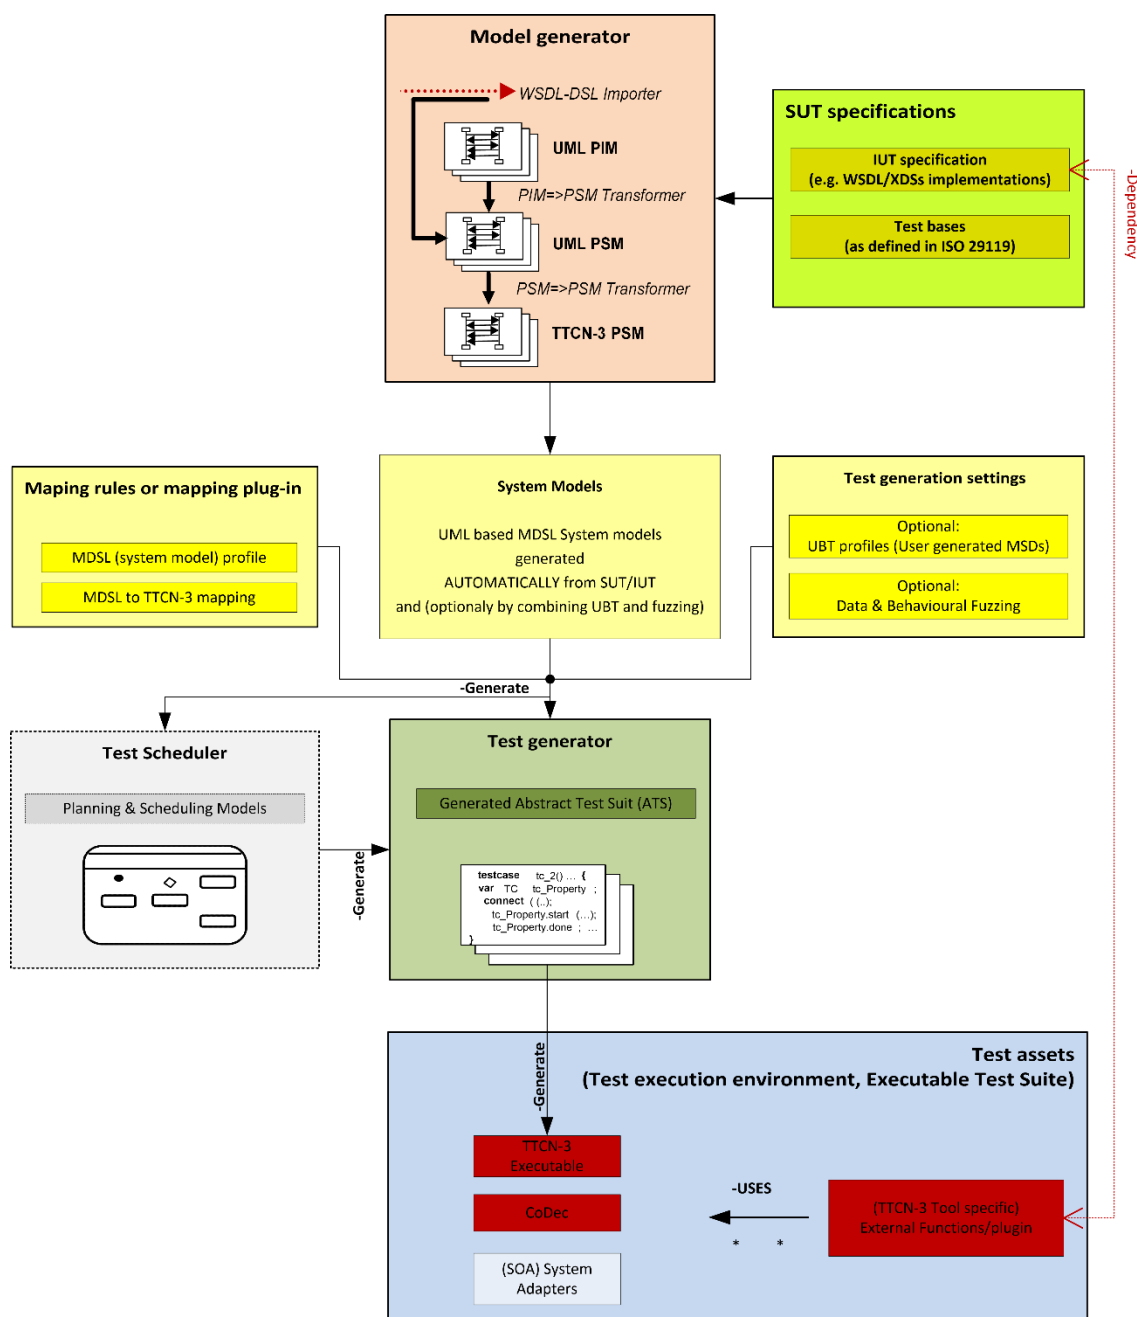 Model generator
WSDL-DSL Importer
UML PIM
PIM=>PSM Transformer
UML PSM
PSM=>PSM Transformer
TTCN-3 PSM
SUT specifications
IUT specification
(e.g. WSDL/XDSs implementations)
Test bases
(as defined in ISO 29119)
-Dependency
Maping rules or mapping plug-in
MDSL (system model) profile
MDSL to TTCN-3 mapping
System Models
UML based MDSL System models
generated
AUTOMATICALLY from SUT/IUT
and (optionaly by combining UBT and fuzzing)
Test generation settings
Optional:
UBT profiles (User generated MSDs)
Optional:
Data & Behavioural Fuzzing
-Generate
Test Scheduler
Planning & Scheduling Models
-Generate
Test generator
Generated Abstract Test Suit (ATS)
testcase tc_2() ... {
var TC tc_Property ;
connect ( (..);
tc_Property.start (...);
tc_Property.done ; ...
}
-Generate
Test assets
(Test execution environment, Executable Test Suite)
TTCN-3
Executable
CoDec
(SOA) System
Adapters
-USES
* *
(TTCN-3 Tool specific)
External Functions/plugin